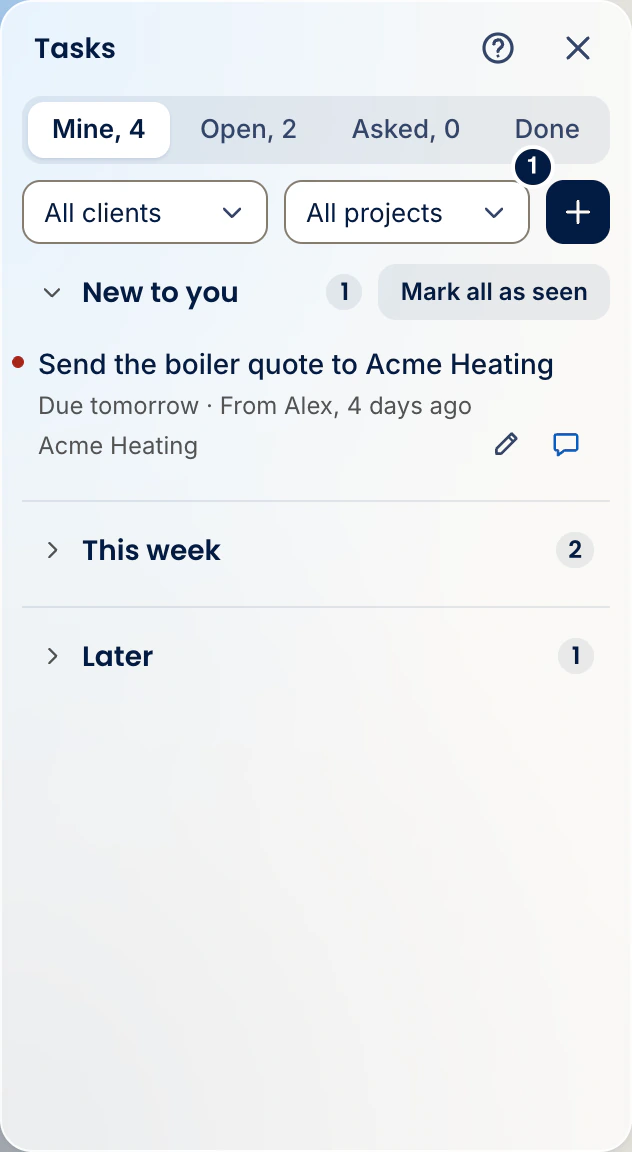 Tasks
Mine, 4 Open, 2 Asked, 0 Done
1
All clients All projects
New to you 1 Mark all as seen
Send the boiler quote to Acme Heating
Due tomorrow · From Alex, 4 days ago
Acme Heating
This week 2
Later 1